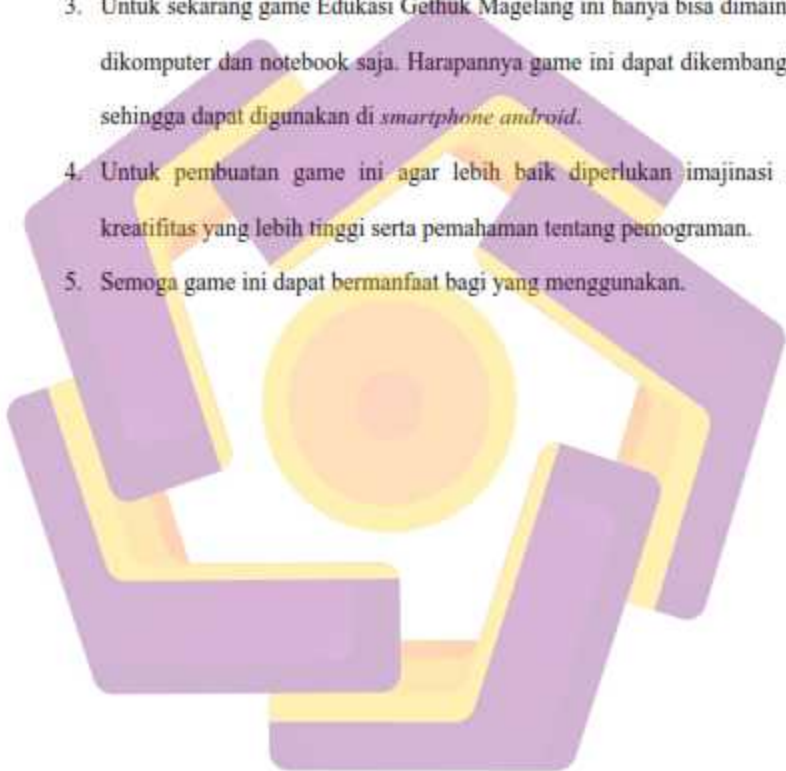 3. Untuk sekarang game Edukasi Gethuk Magelang ini hanya bisa dimain
dikomputer dan notebook saja. Harapannya game ini dapat dikembang
sehingga dapat digunakan di smartphone android.
4. Untuk pembuatan game ini agar lebih baik diperlukan imajinasi
kreatifitas yang lebih tinggi serta pemahaman tentang pemograman.
5. Semoga game ini dapat bermanfaat bagi yang menggunakan.